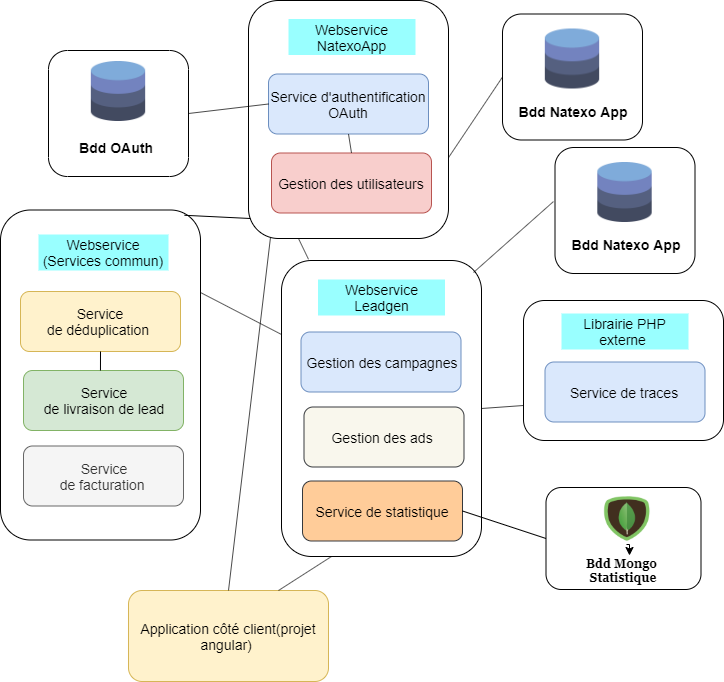 Webservice
NatexoApp
Service d'authentification
OAuth
Gestion des utilisateurs
Bdd OAuth
Bdd Natexo App
Bdd Natexo App
Webservice
(Services commun)
Service
de déduplication
Service
de livraison de lead
Service
de facturation
Webservice
Leadgen
Gestion des campagnes
Gestion des ads
Service de statistique
Librairie PHP
externe
Service de traces
Bdd Mongo
Statistique
Application côté client(projet
angular)